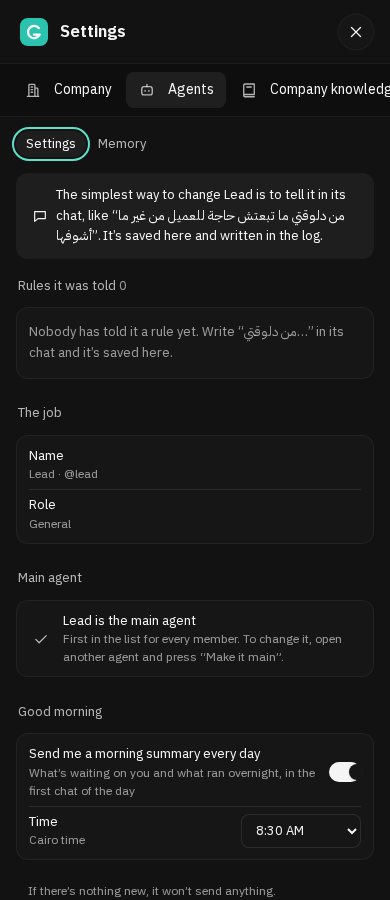 Settings
Company
Agents
Company knowledg
Settings
Memory
The simplest way to change Lead is to tell it in its
chat, like “من دلوقتي ما تبعتش حاجة للعميل من غير ما
أشوفها”. It’s saved here and written in the log.
Rules it was told 0
Nobody has told it a rule yet. Write “من دلوقتي…” in its
chat and it’s saved here.
The job
Name
Lead · @lead
Role
General
Main agent
Lead is the main agent
First in the list for every member. To change it, open
another agent and press “Make it main”.
Good morning
Send me a morning summary every day
What’s waiting on you and what ran overnight, in the
first chat of the day
Time
Cairo time
8:30 AM
If there’s nothing new, it won’t send anything.